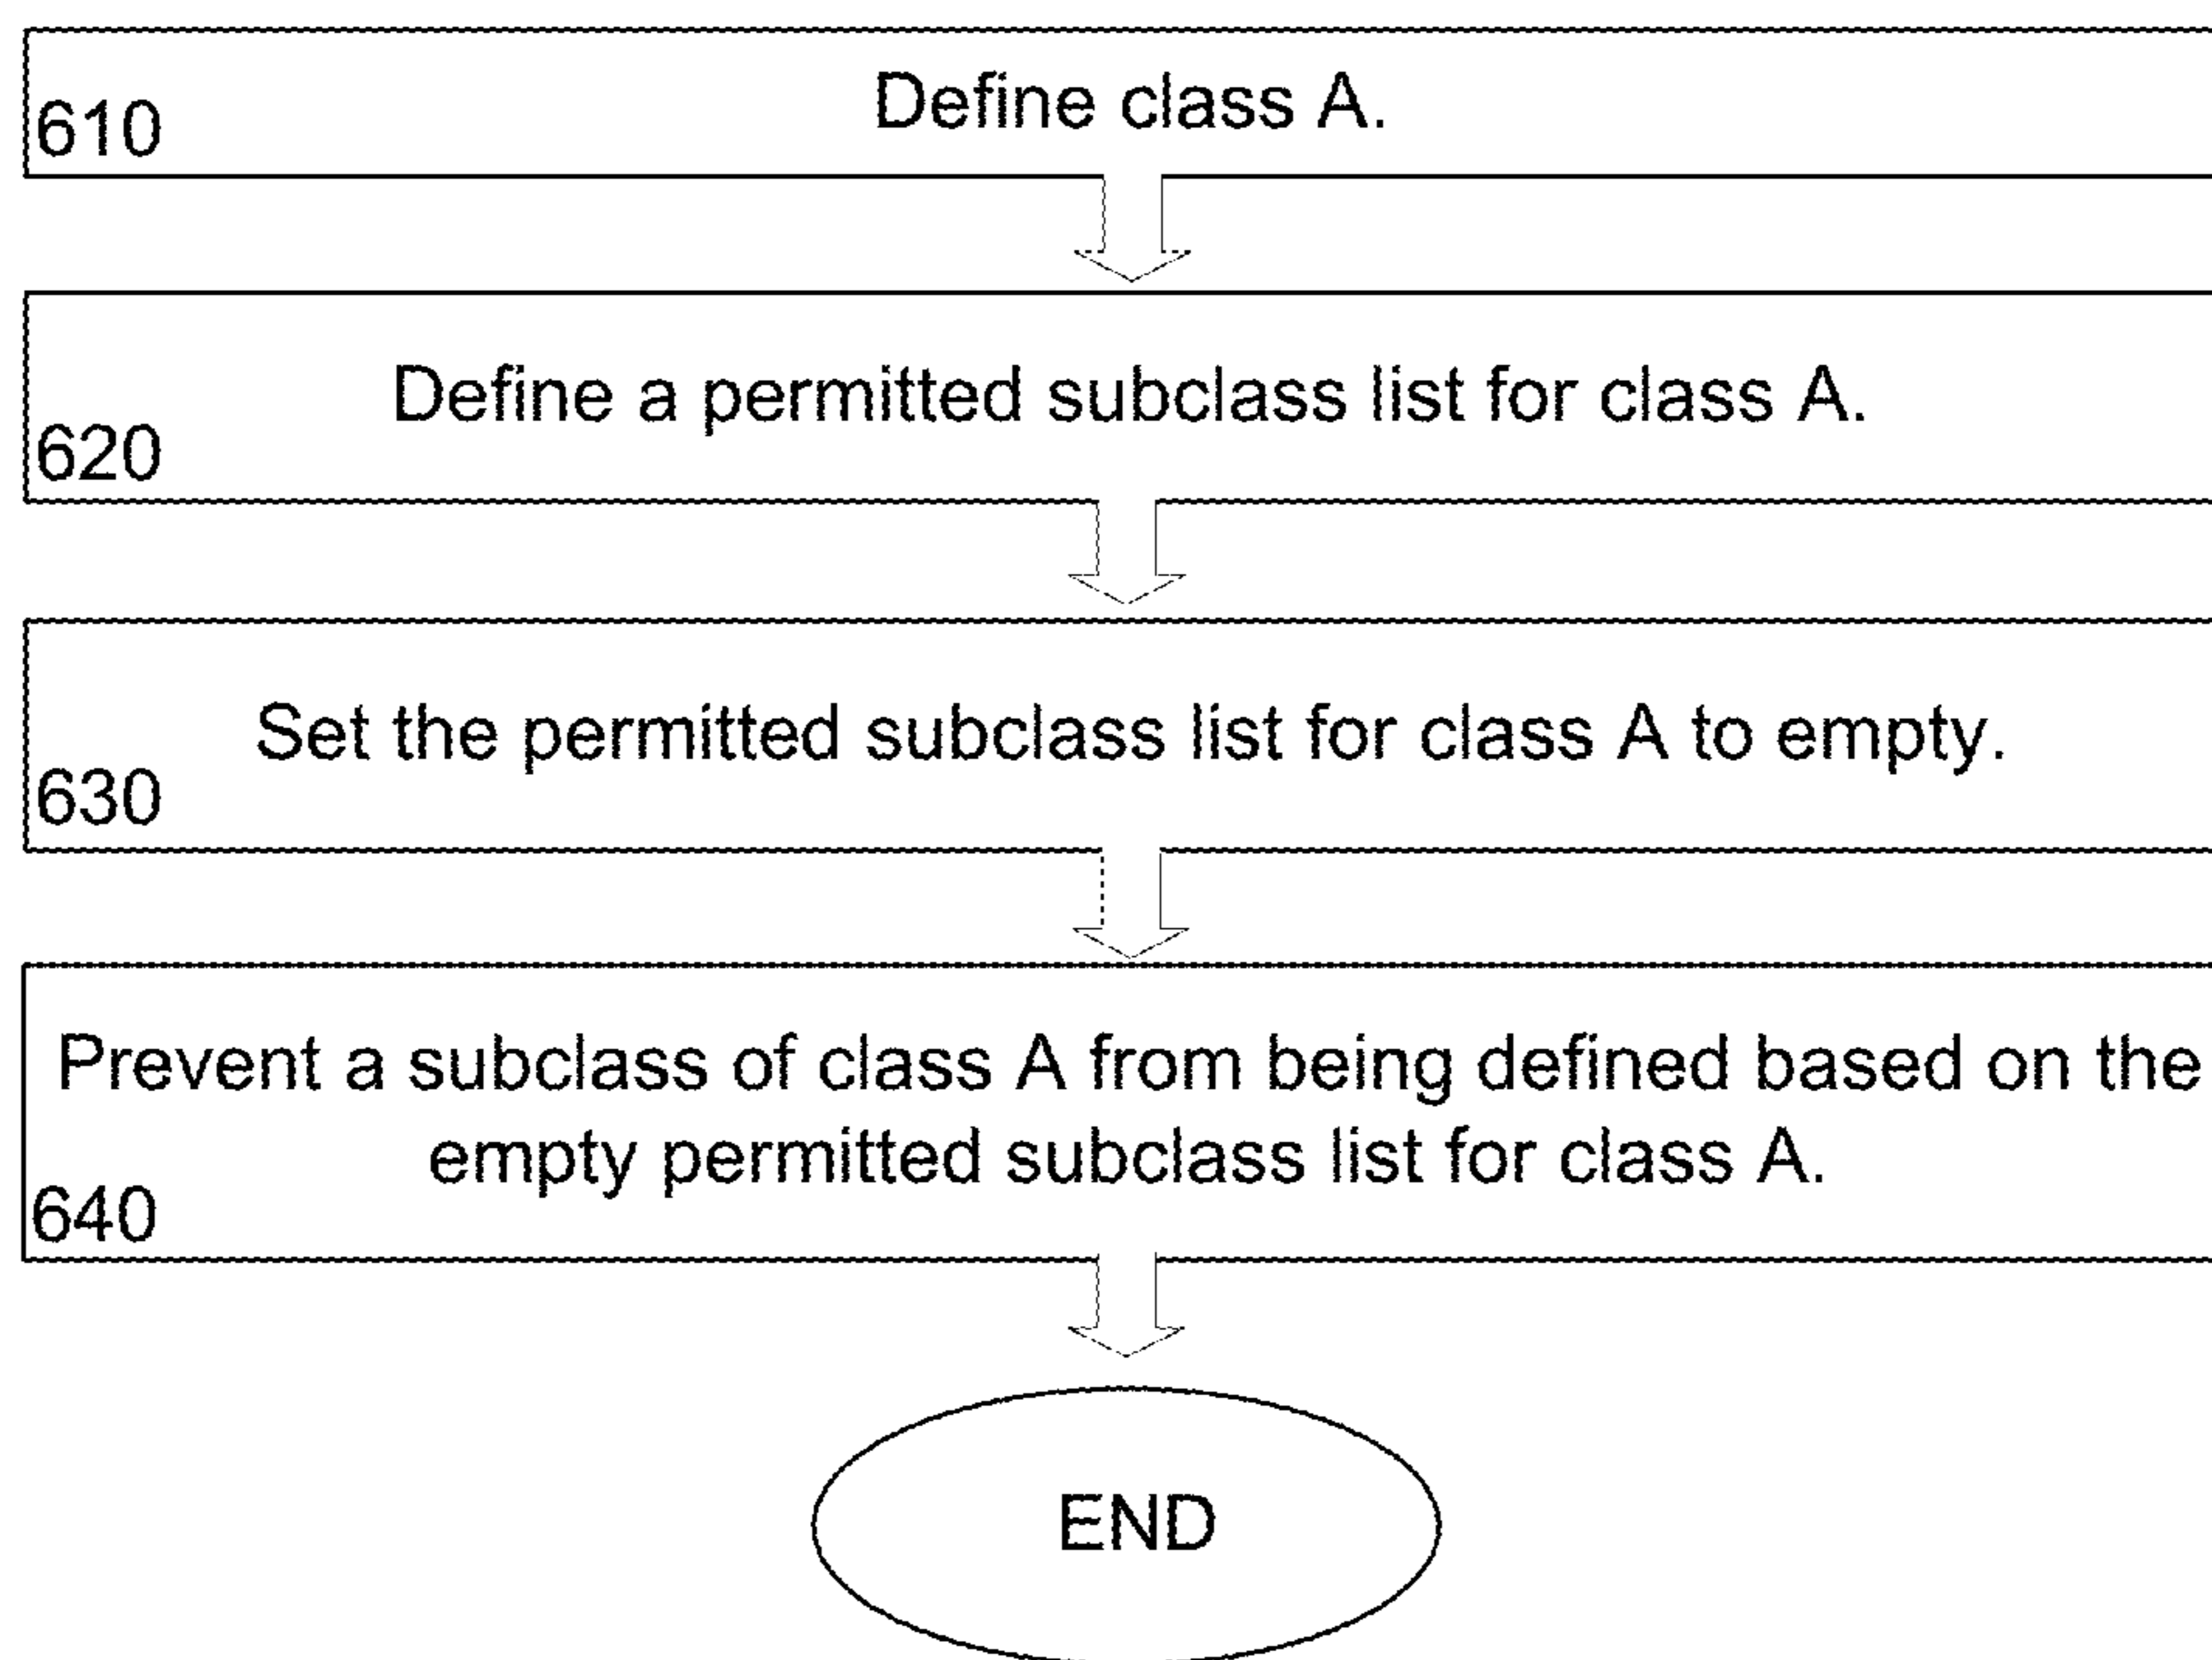 Define class A.
610
Define a permitted subclass list for class A.
620
Set the permitted subclass list for class A to empty.
630
Prevent a subclass of class A from being defined based on the
empty permitted subclass list for class A.
640
END